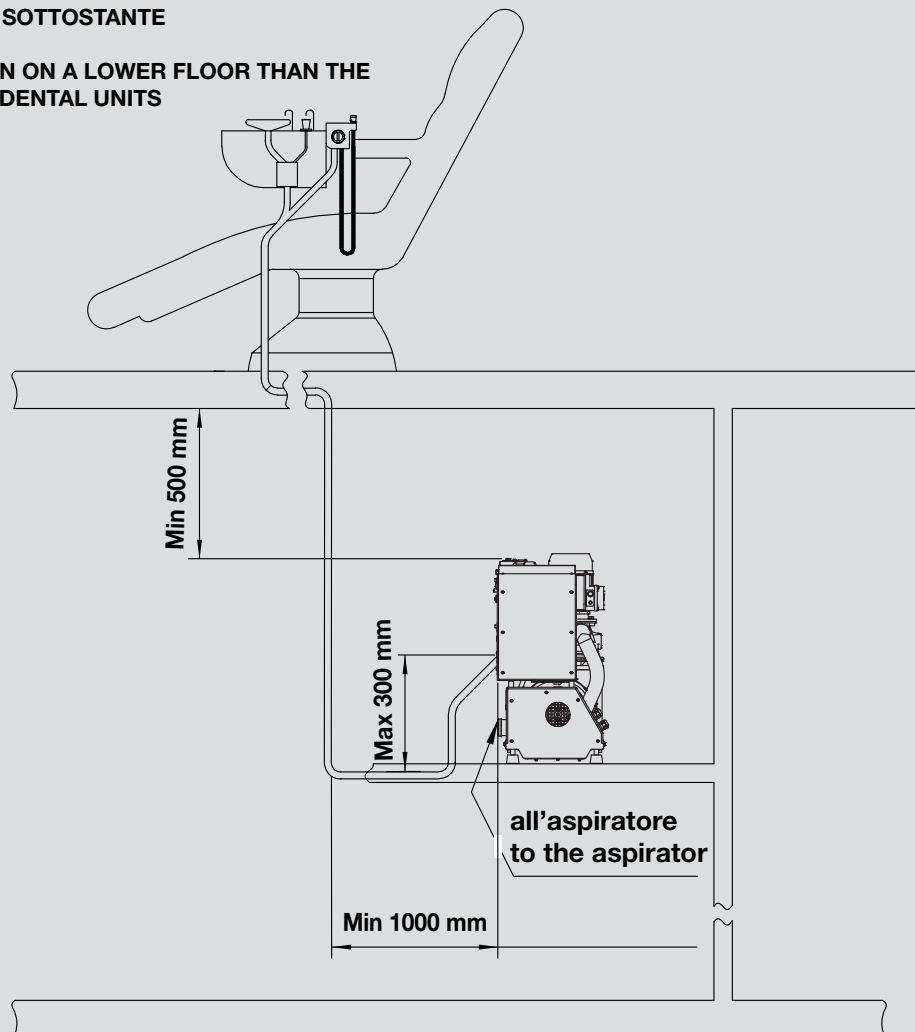 SOTTOSTANTE
N ON A LOWER FLOOR THAN THE
DENTAL UNITS
Min 500 mm
Max 300 mm
all’aspiratore
to the aspirator
Min 1000 mm